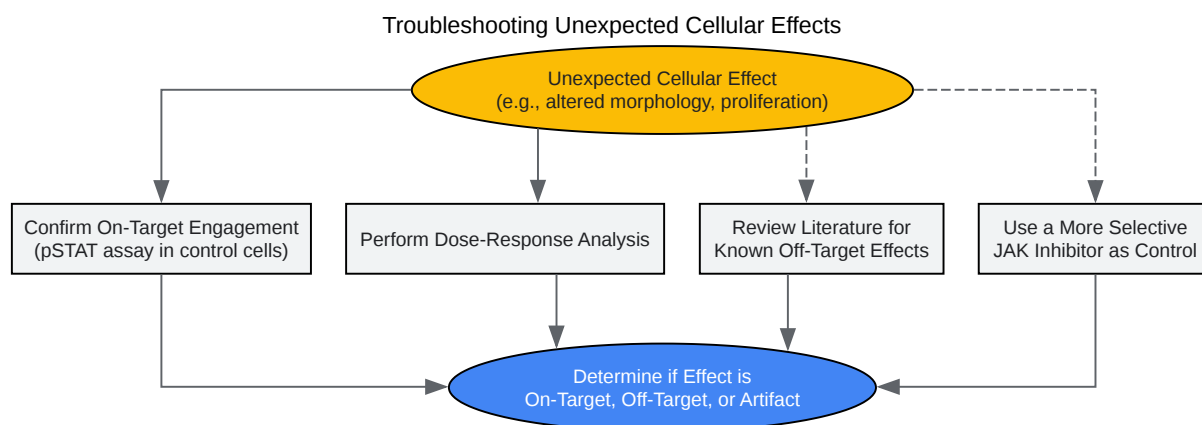 Troubleshooting Unexpected Cellular Effects
Unexpected Cellular Effect
(e.g., altered morphology, proliferation)
Confirm On-Target Engagement
(pSTAT assay in control cells)
Perform Dose-Response Analysis
Review Literature for
Known Off-Target Effects
Use a More Selective
JAK Inhibitor as Control
Determine if Effect is
On-Target, Off-Target, or Artifact